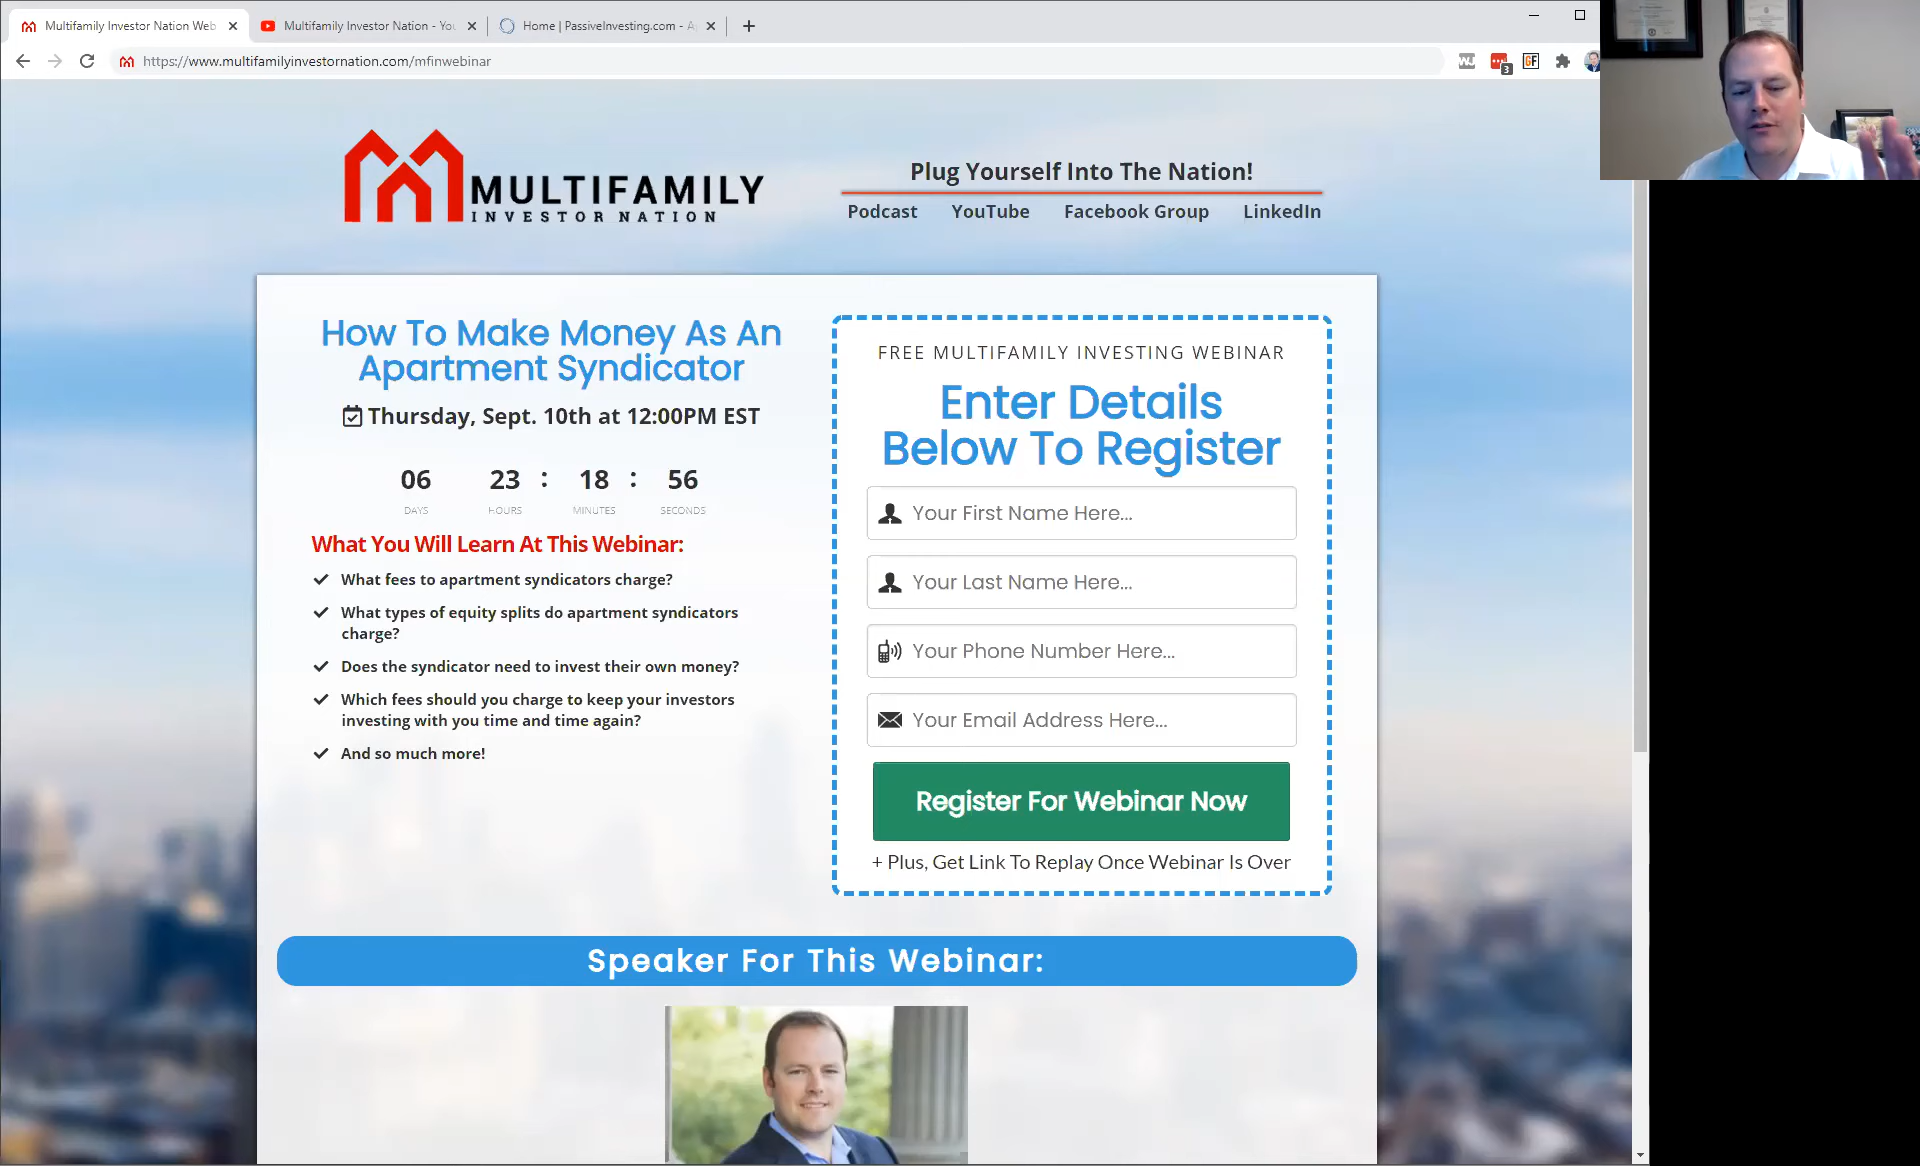 Multifamily Investor Nation Web
Multifamily Investor Nation - You
Home | PassiveInvesting.com - A
https://www.multifamilyinvestornation.com/mfinwebinar
WJ
3
GF
MULTIFAMILY
INVESTOR NATION
Plug Yourself Into The Nation!
Podcast YouTube Facebook Group LinkedIn
How To Make Money As An
Apartment Syndicator
Thursday, Sept. 10th at 12:00PM EST
06 23 : 18 : 56
DAYS HOURS MINUTES SECONDS
What You Will Learn At This Webinar:
What fees to apartment syndicators charge?
What types of equity splits do apartment syndicators
charge?
Does the syndicator need to invest their own money?
Which fees should you charge to keep your investors
investing with you time and time again?
And so much more!
FREE MULTIFAMILY INVESTING WEBINAR
Enter Details
Below To Register
Your First Name Here...
Your Last Name Here...
Your Phone Number Here...
Your Email Address Here...
Register For Webinar Now
+ Plus, Get Link To Replay Once Webinar Is Over
Speaker For This Webinar: